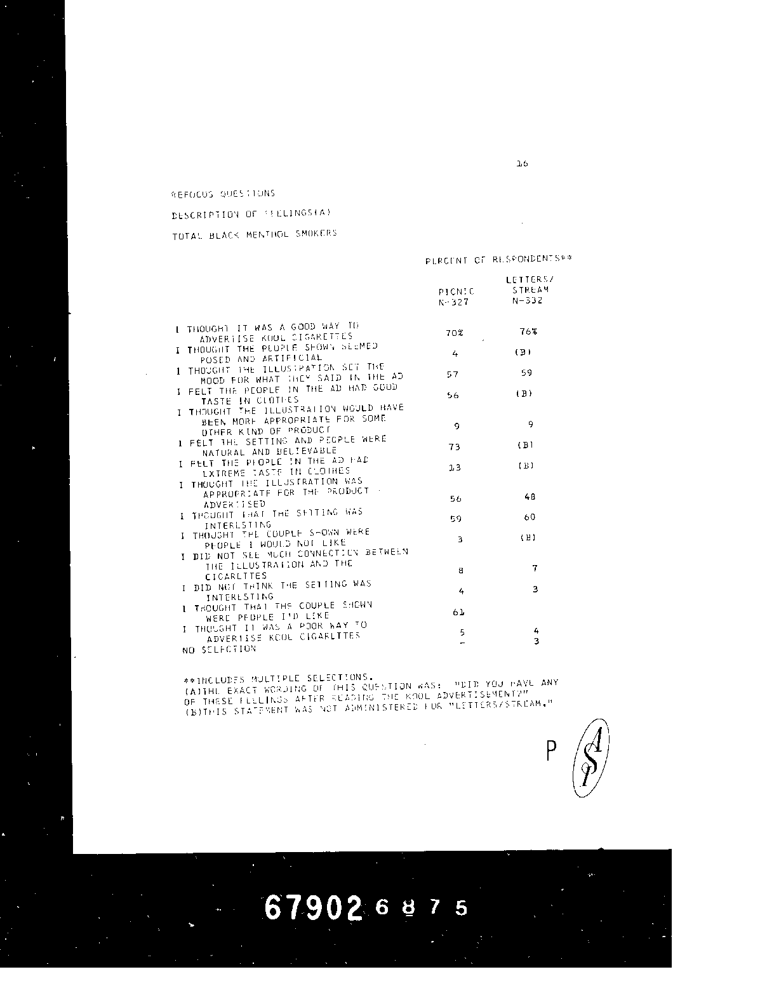 16
REFOCUS QUESTIONS
DESCRIPTION OF FEELINGS(A)
TOTAL BLACK MENTHOL SMOKERS
PERCENT OF RESPONDENTS**
LETTERS/
PICNIC STREAM
N-327 N-332
I THOUGHT IT WAS A GOOD WAY TO
ADVERTISE KOOL CIGARETTES 70% 76%
I THOUGHT THE PEOPLE SHOWN SEEMED
POSED AND ARTIFICIAL 4 (B)
I THOUGHT THE ILLUSTRATION SET THE
MOOD FOR WHAT THEY SAID IN THE AD 57 59
I FELT THE PEOPLE IN THE AD HAD GOOD
TASTE IN CLOTHES 56 (B)
I THOUGHT THE ILLUSTRATION WOULD HAVE
BEEN MORE APPROPRIATE FOR SOME
OTHER KIND OF PRODUCT 9 9
I FELT THE SETTING AND PEOPLE WERE
NATURAL AND BELIEVABLE 73 (B)
I FELT THE PEOPLE IN THE AD HAD
EXTREME TASTE IN CLOTHES 13 (B)
I THOUGHT THE ILLUSTRATION WAS
APPROPRIATE FOR THE PRODUCT
ADVERTISED 56 48
I THOUGHT THAT THE SETTING WAS
INTERESTING 59 60
I THOUGHT THE COUPLE SHOWN WERE
PEOPLE I WOULD NOT LIKE 3 (B)
I DID NOT SEE MUCH CONNECTION BETWEEN
THE ILLUSTRATION AND THE
CIGARETTES 8 7
I DID NOT THINK THE SETTING WAS
INTERESTING 4 3
I THOUGHT THAT THE COUPLE SHOWN
WERE PEOPLE I'D LIKE 61
I THOUGHT IT WAS A POOR WAY TO
ADVERTISE KOOL CIGARETTES 5 4
NO SELECTION - 3
**INCLUDES MULTIPLE SELECTIONS.
(A)THE EXACT WORDING OF THIS QUESTION WAS: "DID YOU HAVE ANY
OF THESE FEELINGS AFTER READING THE KOOL ADVERTISEMENT?"
(B)THIS STATEMENT WAS NOT ADMINISTERED FOR "LETTERS/STREAM."
P
67902 6875